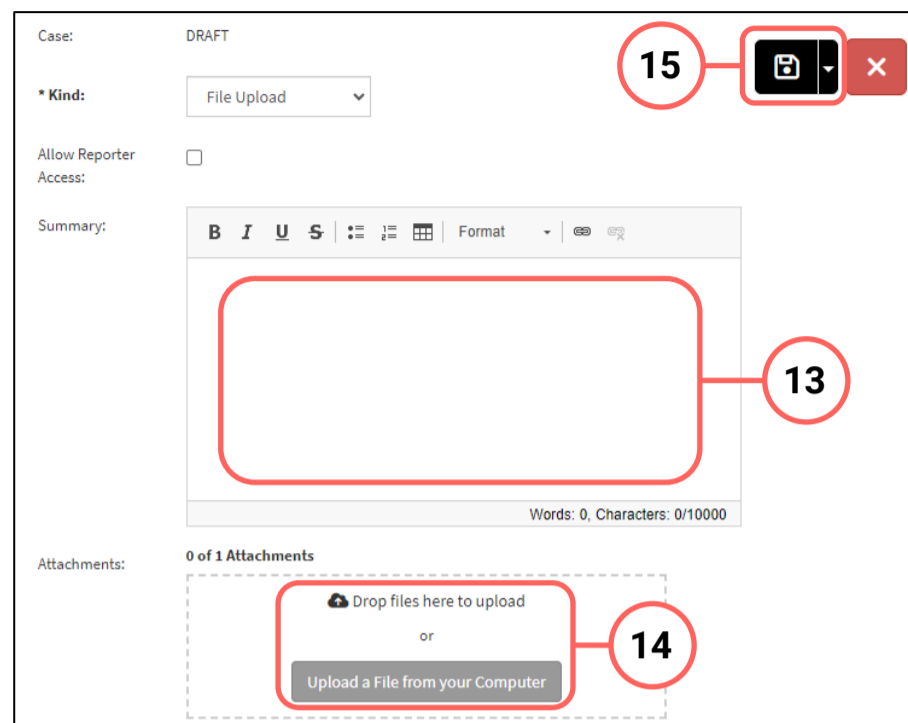 Case: DRAFT
15
* Kind: File Upload
Allow Reporter
Access:
Summary:
B I U S Format
13
Words: 0, Characters: 0/10000
Attachments: 0 of 1 Attachments
Drop files here to upload
or
14
Upload a File from your Computer